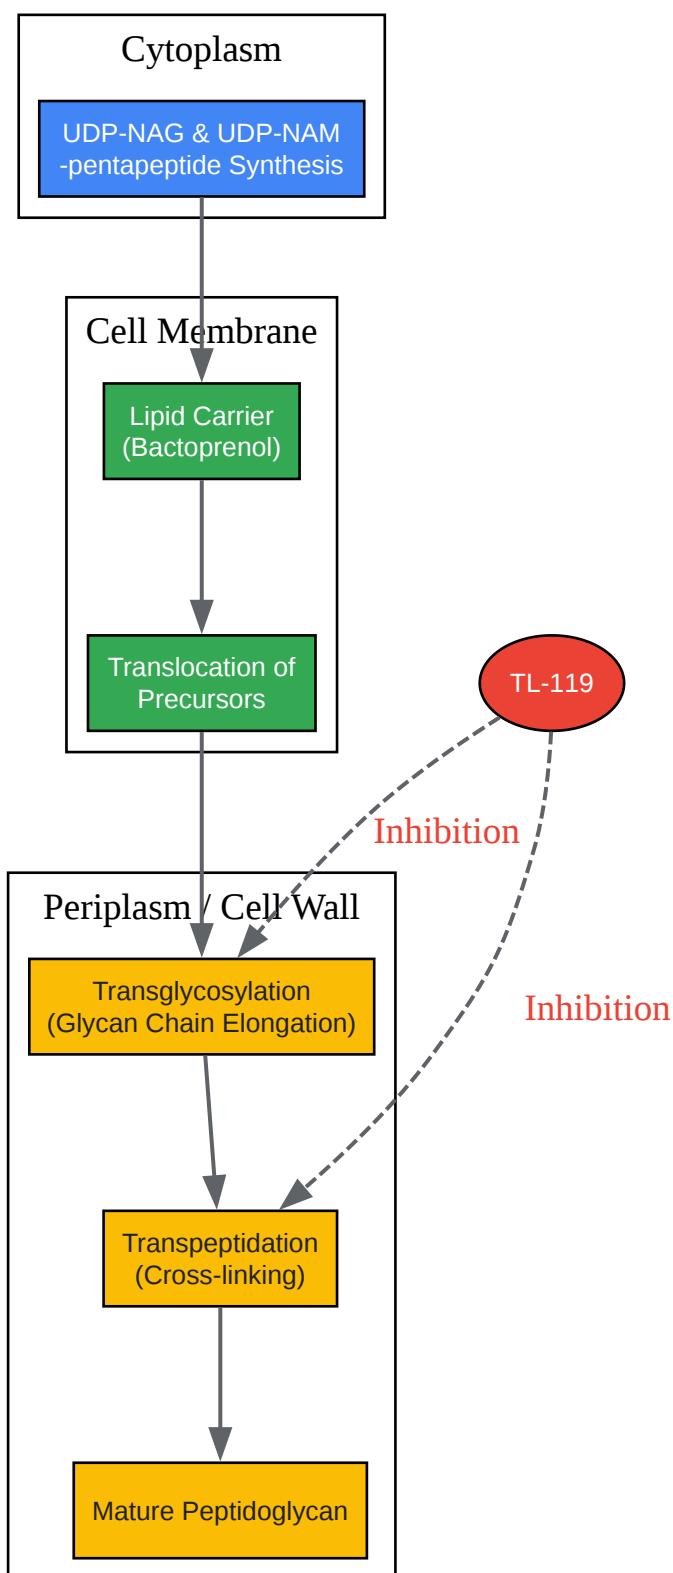 Cytoplasm
UDP-NAG & UDP-NAM
-pentapeptide Synthesis
Cell Membrane
Lipid Carrier
(Bactoprenol)
Translocation of
Precursors
TL-119
Inhibition
Periplasm / Cell Wall
Transglycosylation
(Glycan Chain Elongation)
Inhibition
Transpeptidation
(Cross-linking)
Mature Peptidoglycan